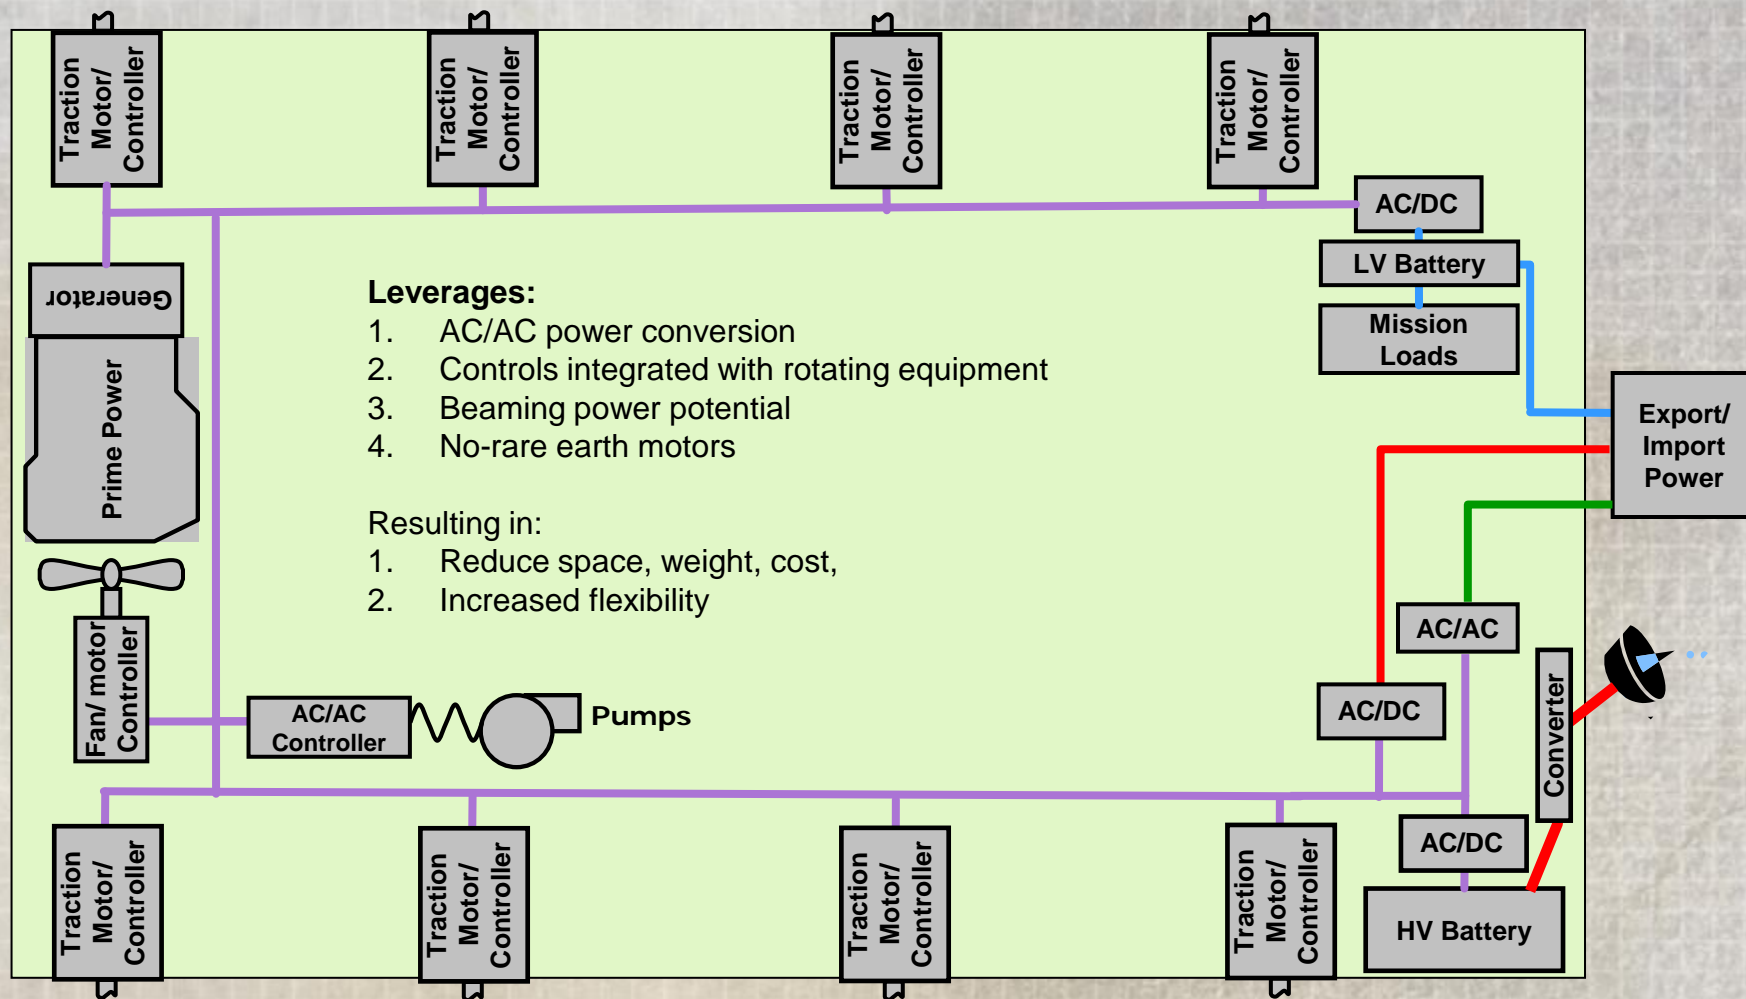 Traction
Motor/
Controller
Traction
Motor/
Controller
Traction
Motor/
Controller
Traction
Motor/
Controller
AC/DC
LV Battery
Mission
Loads
Generator
Prime Power
Leverages:
1. AC/AC power conversion
2. Controls integrated with rotating equipment
3. Beaming power potential
4. No-rare earth motors
Resulting in:
1. Reduce space, weight, cost,
2. Increased flexibility
Export/
Import
Power
AC/AC
AC/DC
Converter
Fan/ motor
Controller
AC/AC
Controller
Pumps
AC/DC
HV Battery
Traction
Motor/
Controller
Traction
Motor/
Controller
Traction
Motor/
Controller
Traction
Motor/
Controller